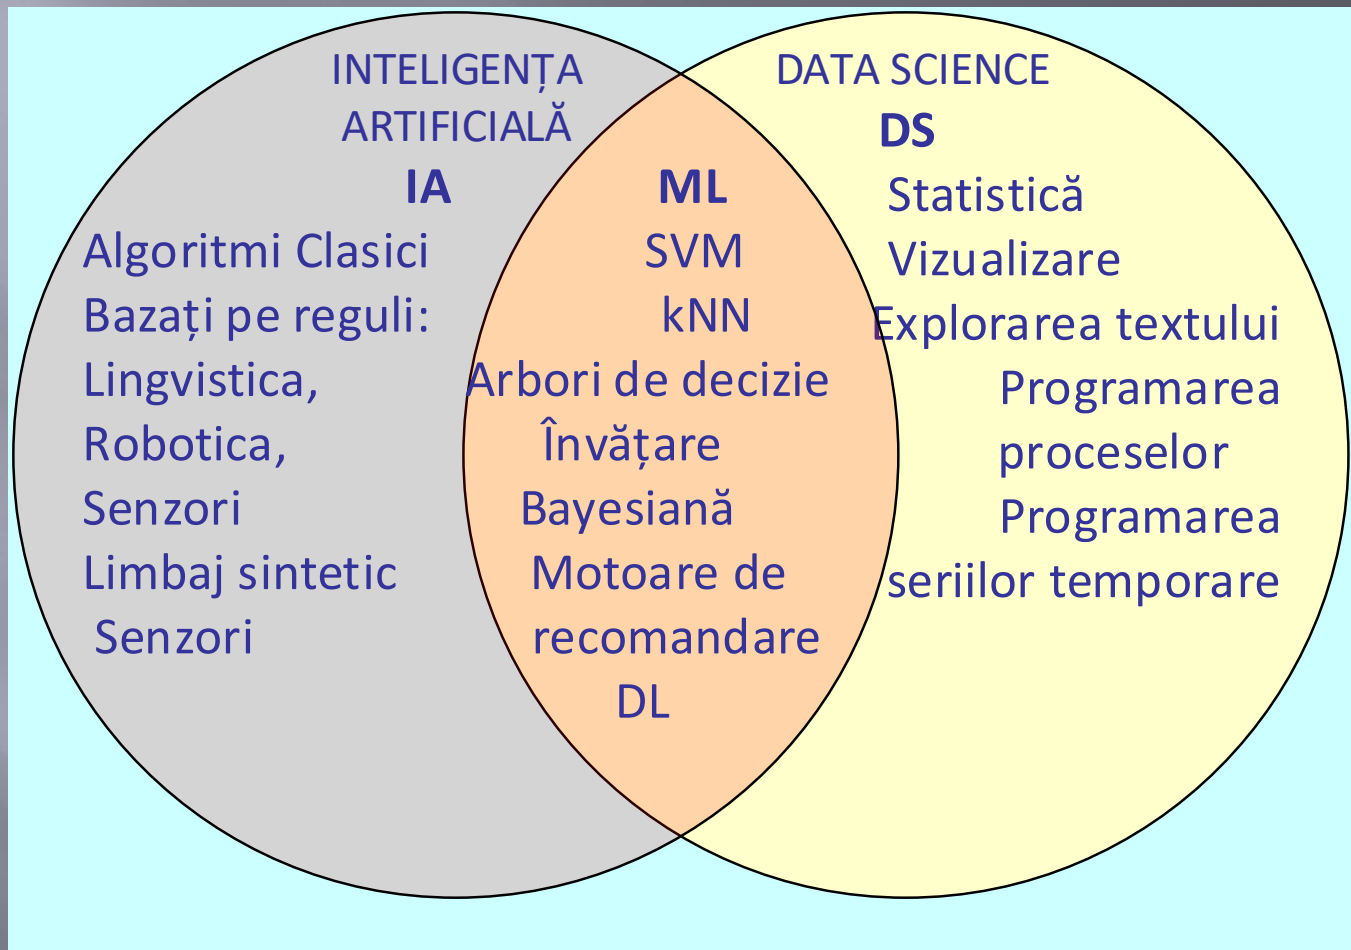 INTELIGENȚA
ARTIFICIALĂ
IA
Algoritmi Clasici
Bazați pe reguli:
Lingvistica,
Robotica,
Senzori
Limbaj sintetic
Senzori
ML
SVM
kNN
Arbori de decizie
Învățare
Bayesiană
Motoare de
recomandare
DL
DATA SCIENCE
DS
Statistică
Vizualizare
Explorarea textului
Programarea
proceselor
Programarea
seriilor temporare